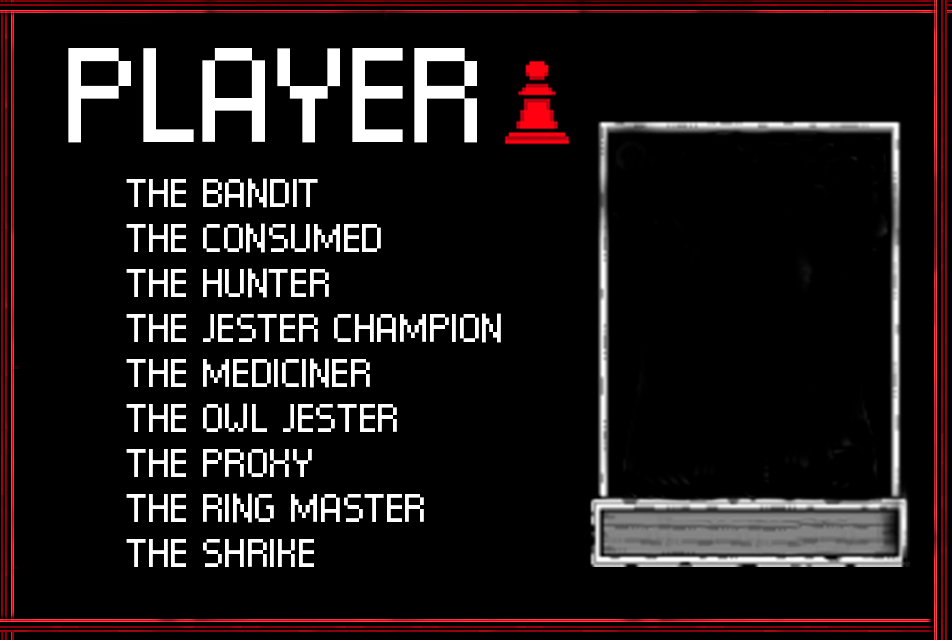 PLAYER
THE BANDIT
THE CONSUMED
THE HUNTER
THE JESTER CHAMPION
THE MEDICINER
THE OWL JESTER
THE PROXY
THE RING MASTER
THE SHRIKE